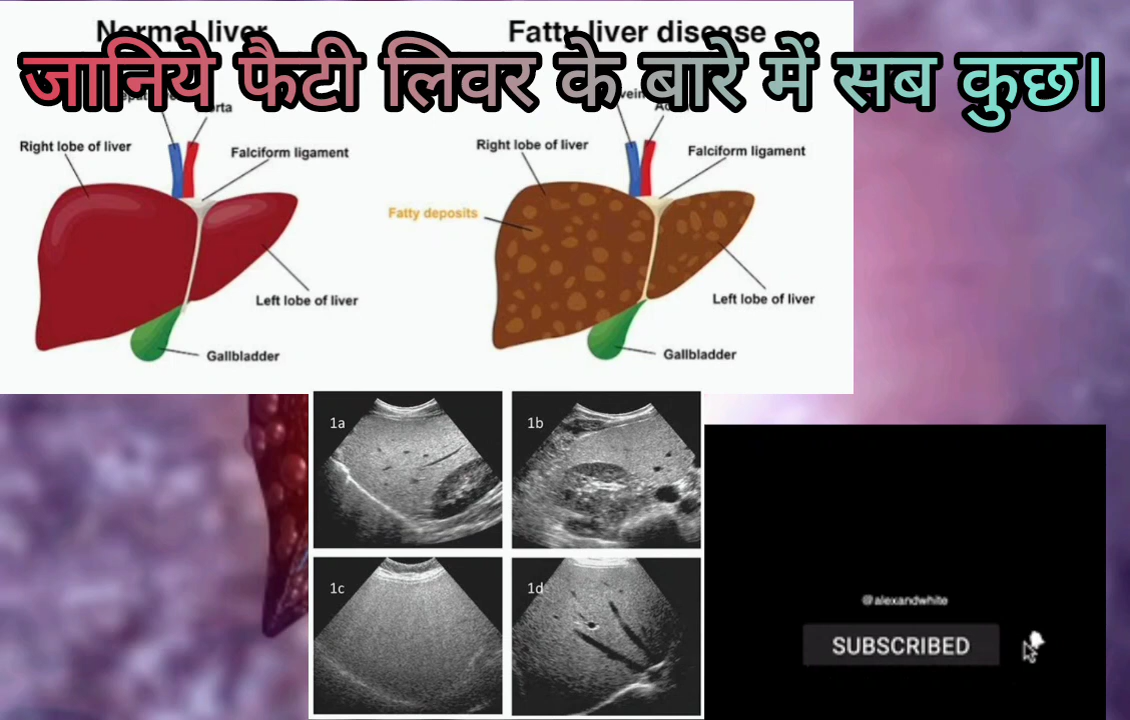 Normal liver
Fatty liver disease
जानिये फैटी लिवर के बारे में सब कुछ।
Right lobe of liver
Falciform ligament
Left lobe of liver
Gallbladder
Right lobe of liver
Falciform ligament
Fatty deposits
Left lobe of liver
Gallbladder
1a
1b
1c
1d
@alexandwhite
SUBSCRIBED